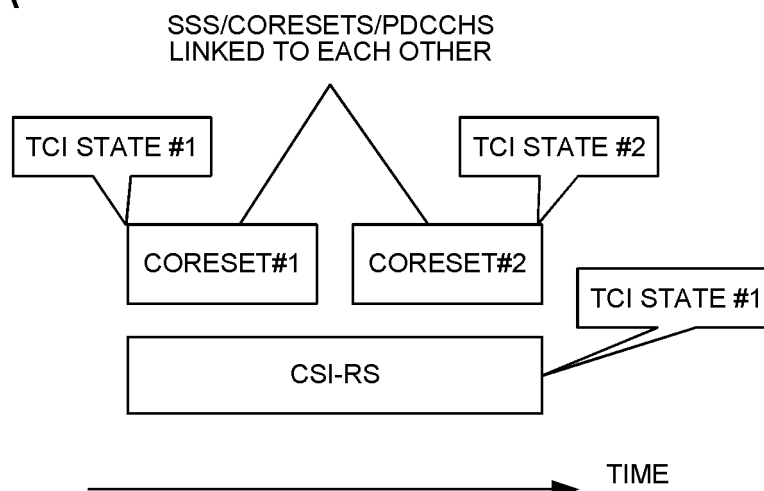 SSS/CORESETS/PDCCHS
LINKED TO EACH OTHER
TCI STATE #1
TCI STATE #2
CORESET#1
CORESET#2
TCI STATE #1
CSI-RS
TIME